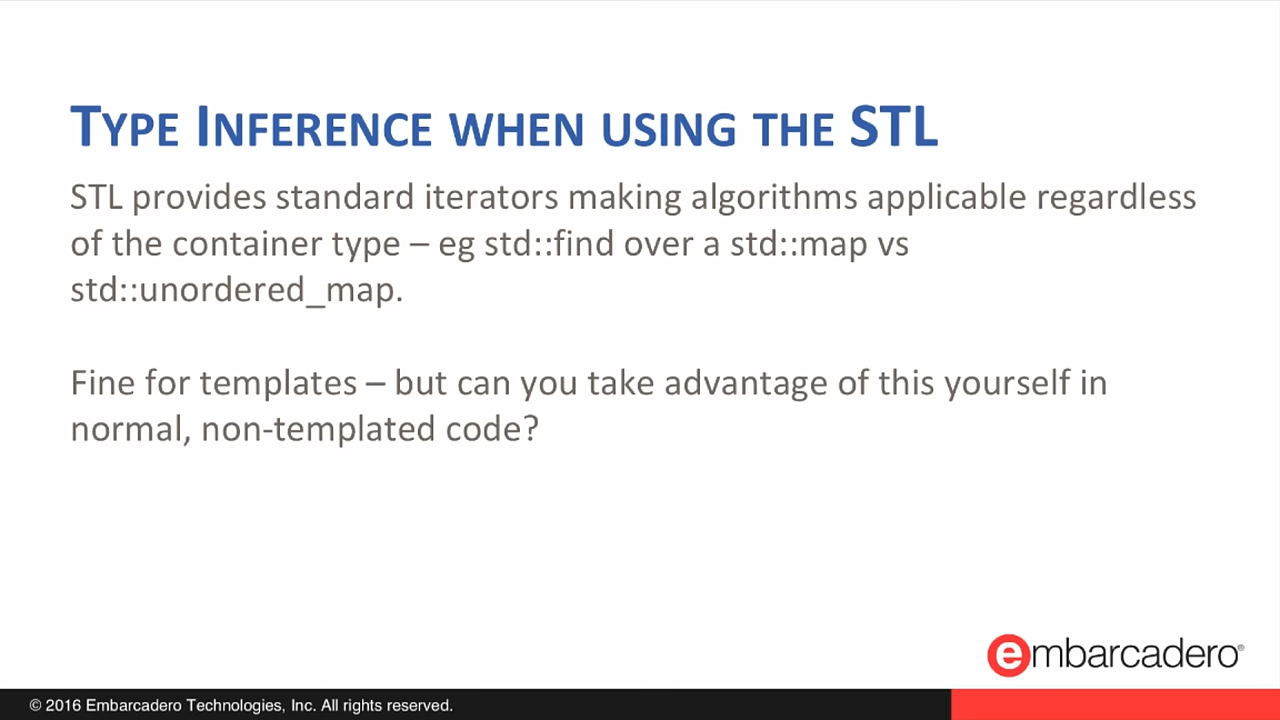 TYPE INFERENCE WHEN USING THE STL
STL provides standard iterators making algorithms applicable regardless
of the container type – eg std::find over a std::map vs
std::unordered_map.
Fine for templates – but can you take advantage of this yourself in
normal, non-templated code?
embarcadero®
© 2016 Embarcadero Technologies, Inc. All rights reserved.